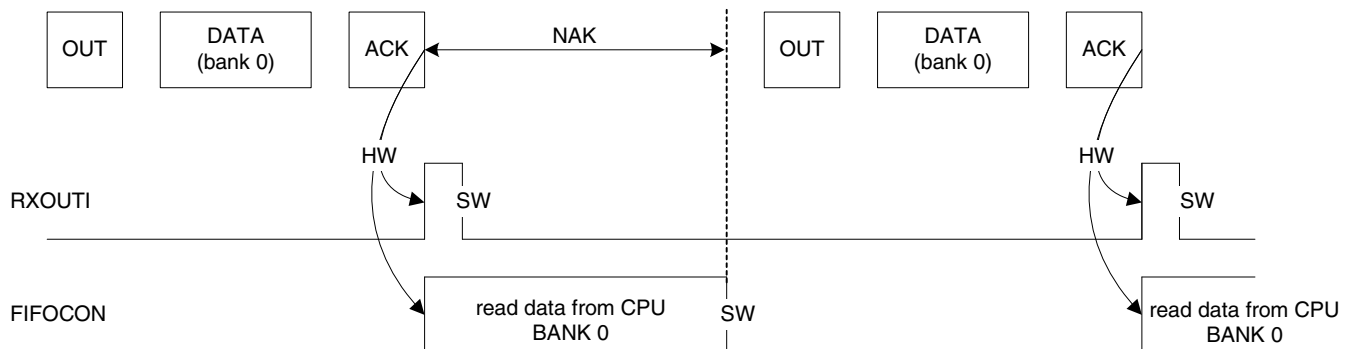 OUT
DATA
(bank 0)
ACK
NAK
OUT
DATA
(bank 0)
ACK
HW
HW
RXOUTI
SW
SW
FIFOCON
read data from CPU
BANK 0
SW
read data from CPU
BANK 0